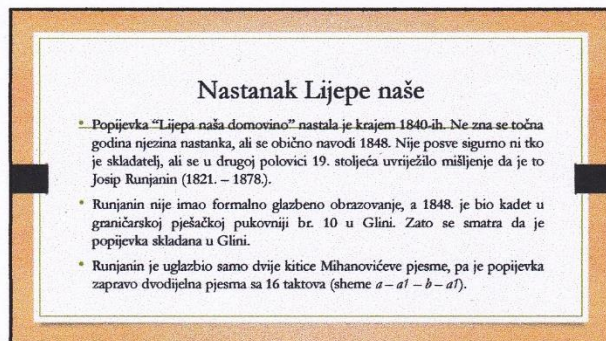 Nastanak Lijepe naše
• Popijevka “Lijepa naša domovino” nastala je krajem 1840-ih. Ne zna se točna
godina njezina nastanka, ali se obično navodi 1848. Nije posve sigurno ni tko
je skladatelj, ali se u drugoj polovici 19. stoljeća uvriježilo mišljenje da je to
Josip Runjanin (1821. – 1878.).
• Runjanin nije imao formalno glazbeno obrazovanje, a 1848. je bio kadet u
graničarskoj pješačkoj pukovniji br. 10 u Glini. Zato se smatra da je
popijevka skladana u Glini.
• Runjanin je uglazbio samo dvije kitice Mihanovićeve pjesme, pa je popijevka
zapravo dvodijelna pjesma sa 16 taktova (sheme a – a1 – b – a1).